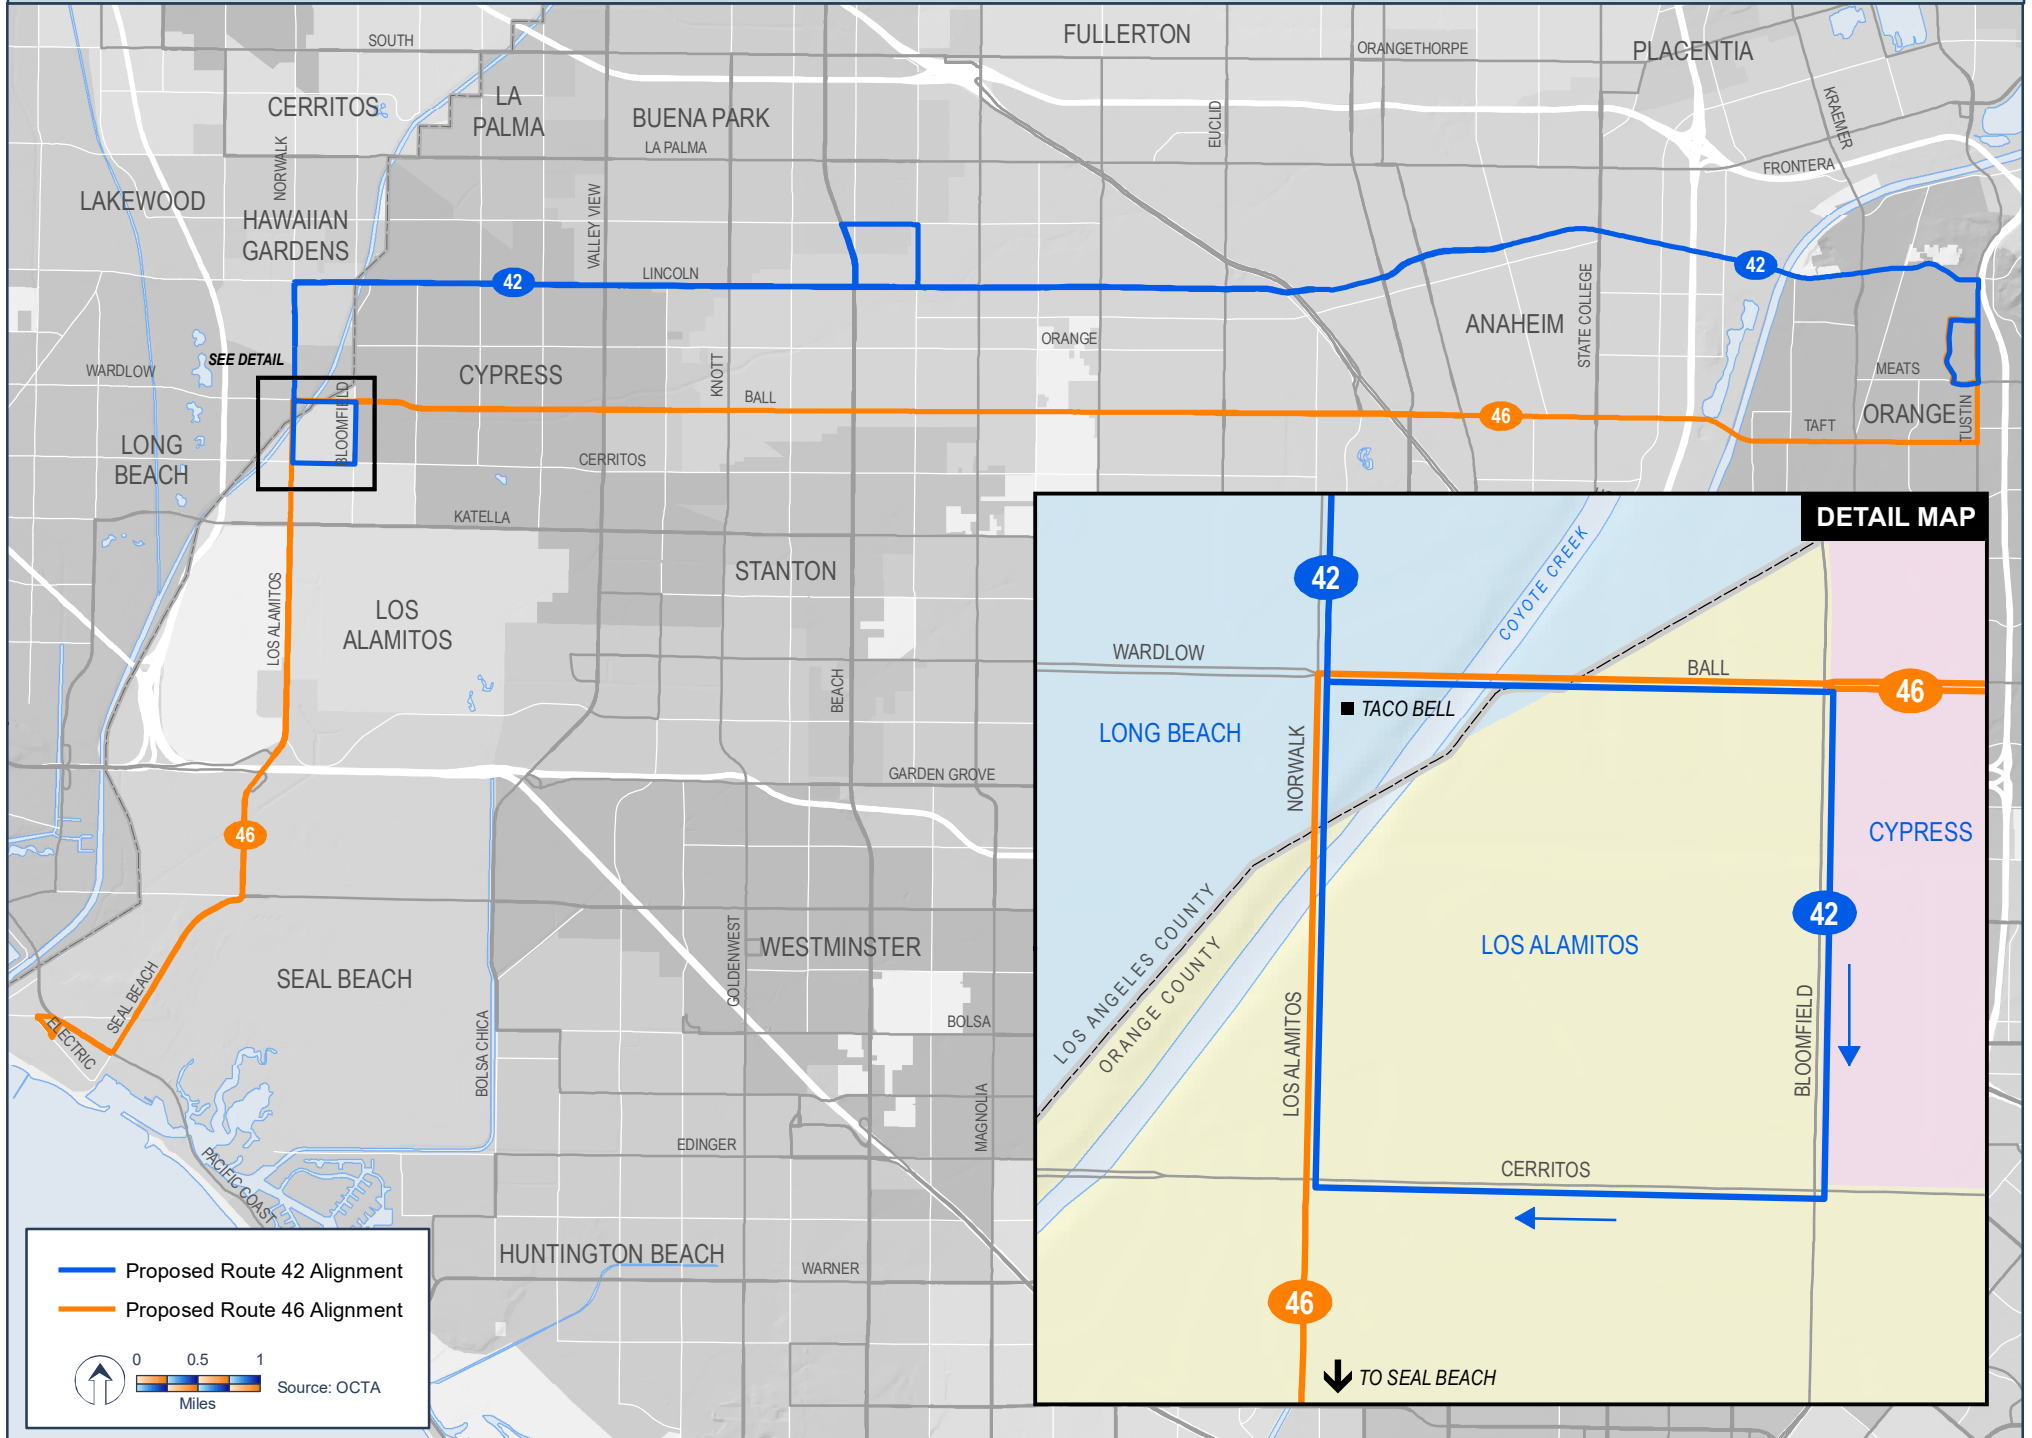 SOUTH
FULLERTON
ORANGETHORPE
PLACENTIA
CERRITOS
LA
PALMA
BUENA PARK
LA PALMA
EUCLID
KRAEMER
NORWALK
FRONTERA
LAKEWOOD
HAWAIIAN
GARDENS
VALLEY VIEW
LINCOLN
42
42
STATE COLLEGE
ANAHEIM
ORANGE
SEE DETAIL
WARDLOW
CYPRESS
KNOTT
BALL
MEATS
BLOOMFIELD
46
TAFT
ORANGE
TUSTIN
LONG
BEACH
CERRITOS
KATELLA
STANTON
LOS ALAMITOS
LOS
ALAMITOS
BEACH
GARDEN GROVE
46
GOLDENWEST
WESTMINSTER
SEAL BEACH
SEAL BEACH
ELECTRIC
BOLSA CHICA
BOLSA
MAGNOLIA
EDINGER
PACIFIC COAST
HUNTINGTON BEACH
WARNER
DETAIL MAP
42
COYOTE CREEK
WARDLOW
BALL
46
TACO BELL
LONG BEACH
NORWALK
CYPRESS
42
LOS ALAMITOS
LOS ANGELES COUNTY
ORANGE COUNTY
LOS ALAMITOS
BLOOMFIELD
CERRITOS
46
TO SEAL BEACH
Proposed Route 42 Alignment
Proposed Route 46 Alignment
0 0.5 1
Miles
Source: OCTA